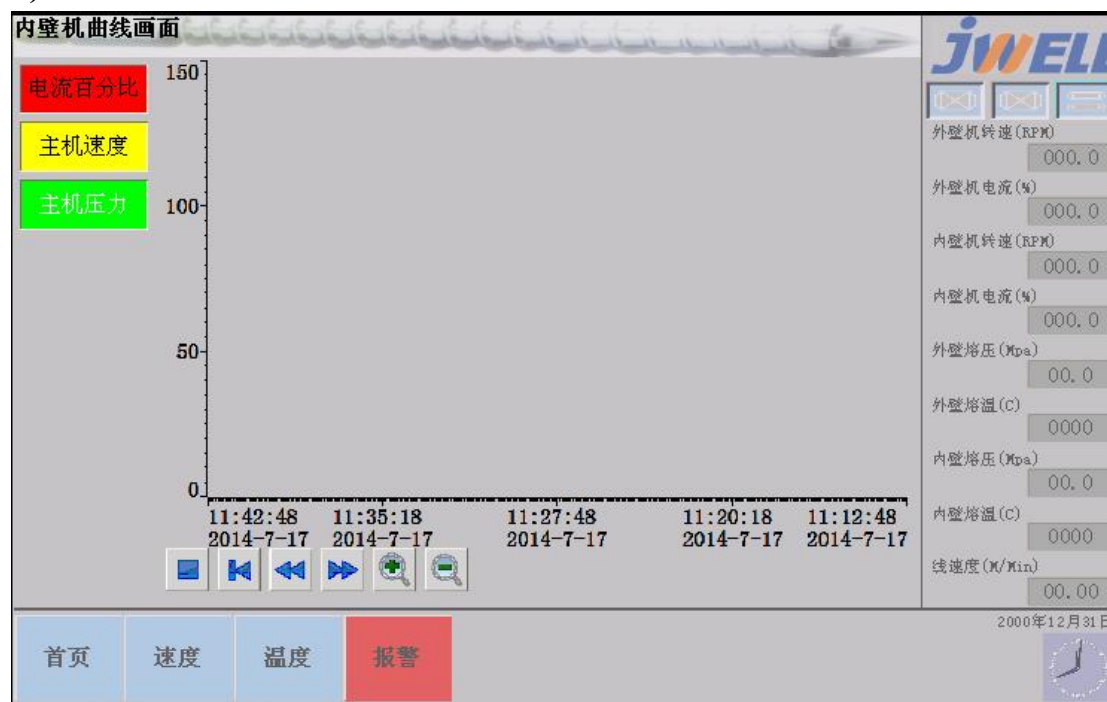 内壁机曲线画面
电流百分比
主机速度
主机压力
150
100
50
0
11:42:48 11:35:18 11:27:48 11:20:18 11:12:48
2014-7-17 2014-7-17 2014-7-17 2014-7-17 2014-7-17
JWELL
外壁机转速(RPM)
000.0
外壁机电流(%)
000.0
内壁机转速(RPM)
000.0
内壁机电流(%)
000.0
外壁熔压(Mpa)
00.0
外壁熔温(C)
0000
内壁熔压(Mpa)
00.0
内壁熔温(C)
0000
线速度(M/Min)
00.00
首页 速度 温度 报警
2000年12月31日